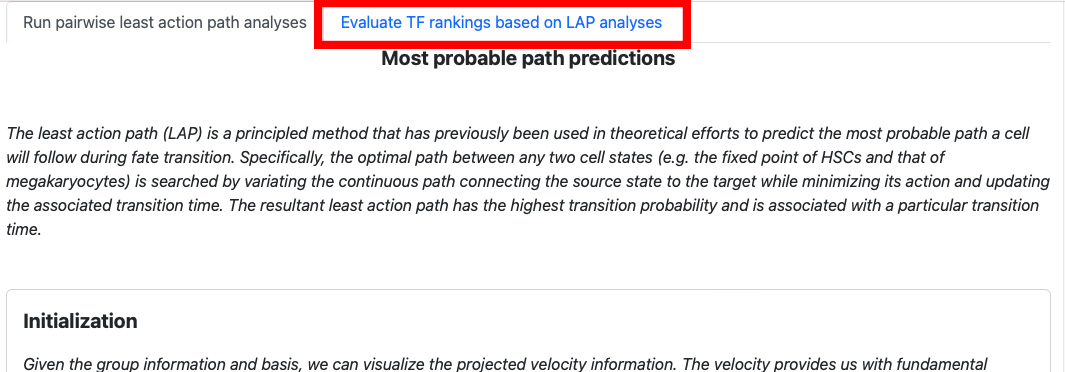 Run pairwise least action path analyses
Evaluate TF rankings based on LAP analyses
Most probable path predictions
The least action path (LAP) is a principled method that has previously been used in theoretical efforts to predict the most probable path a cell
will follow during fate transition. Specifically, the optimal path between any two cell states (e.g. the fixed point of HSCs and that of
megakaryocytes) is searched by variating the continuous path connecting the source state to the target while minimizing its action and updating
the associated transition time. The resultant least action path has the highest transition probability and is associated with a particular transition
time.
Initialization
Given the group information and basis, we can visualize the projected velocity information. The velocity provides us with fundamental